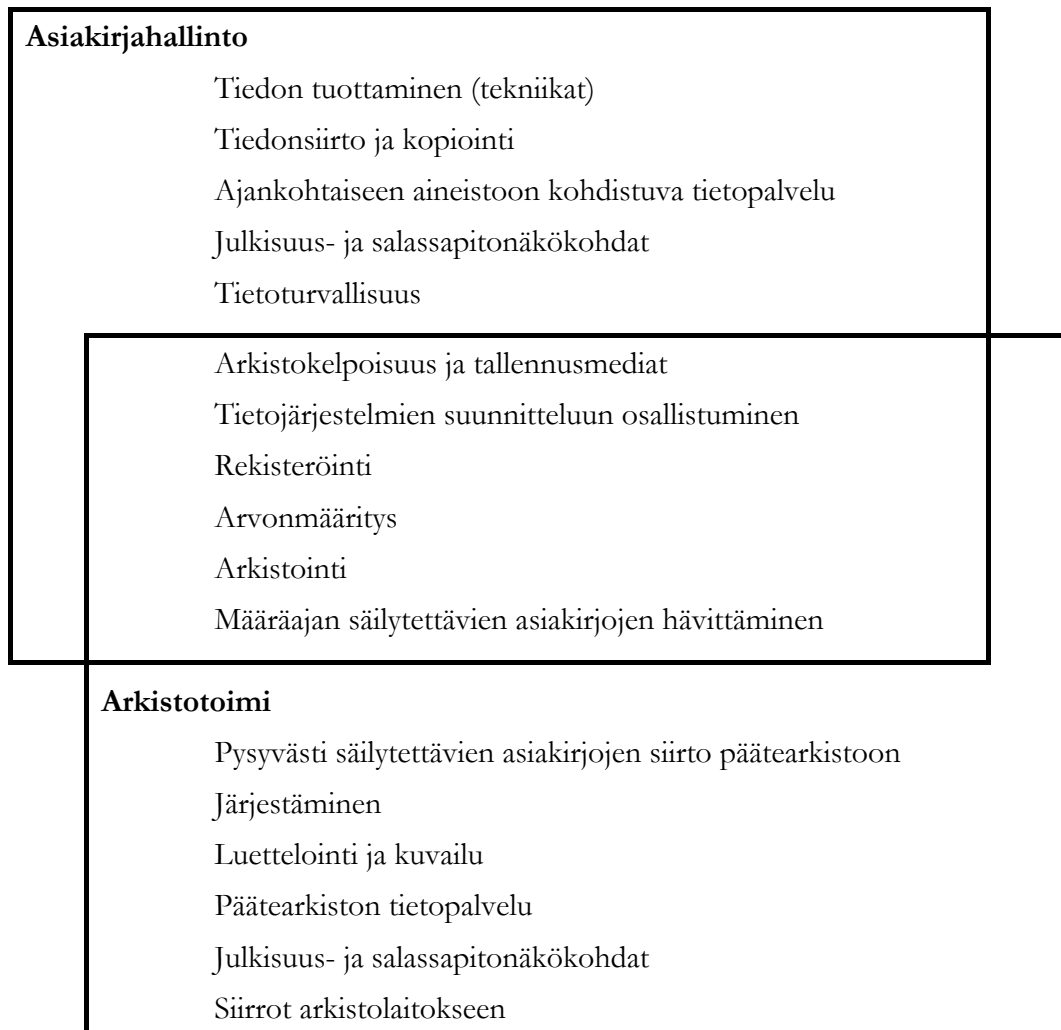 Asiakirjahallinto
Tiedon tuottaminen (tekniikat)
Tiedonsiirto ja kopiointi
Ajankohtaiseen aineistoon kohdistuva tietopalvelu
Julkisuus- ja salassapitonäkökohdat
Tietoturvallisuus
Arkistokelpoisuus ja tallennusmediat
Tietojärjestelmien suunnitteluun osallistuminen
Rekisteröinti
Arvonmääritys
Arkistointi
Määräajan säilytettävien asiakirjojen hävittäminen
Arkistotoimi
Pysyvästi säilytettävien asiakirjojen siirto päätearkistoon
Järjestäminen
Luettelointi ja kuvailu
Päätearkiston tietopalvelu
Julkisuus- ja salassapitonäkökohdat
Siirrot arkistolaitokseen